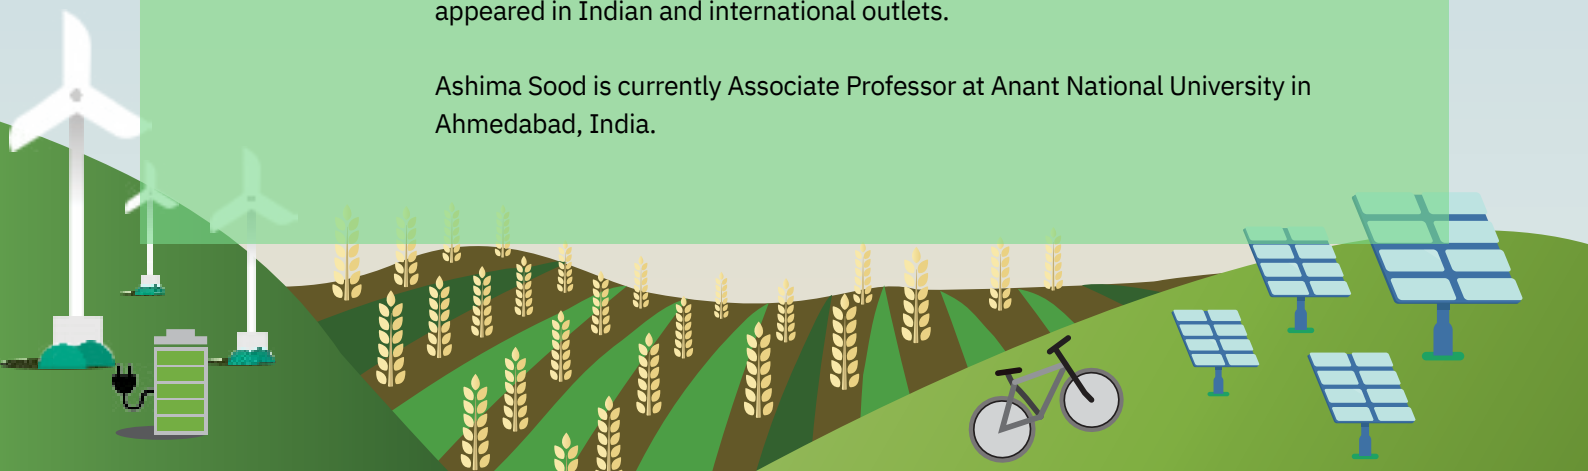 appeared in Indian and international outlets.
Ashima Sood is currently Associate Professor at Anant National University in
Ahmedabad, India.